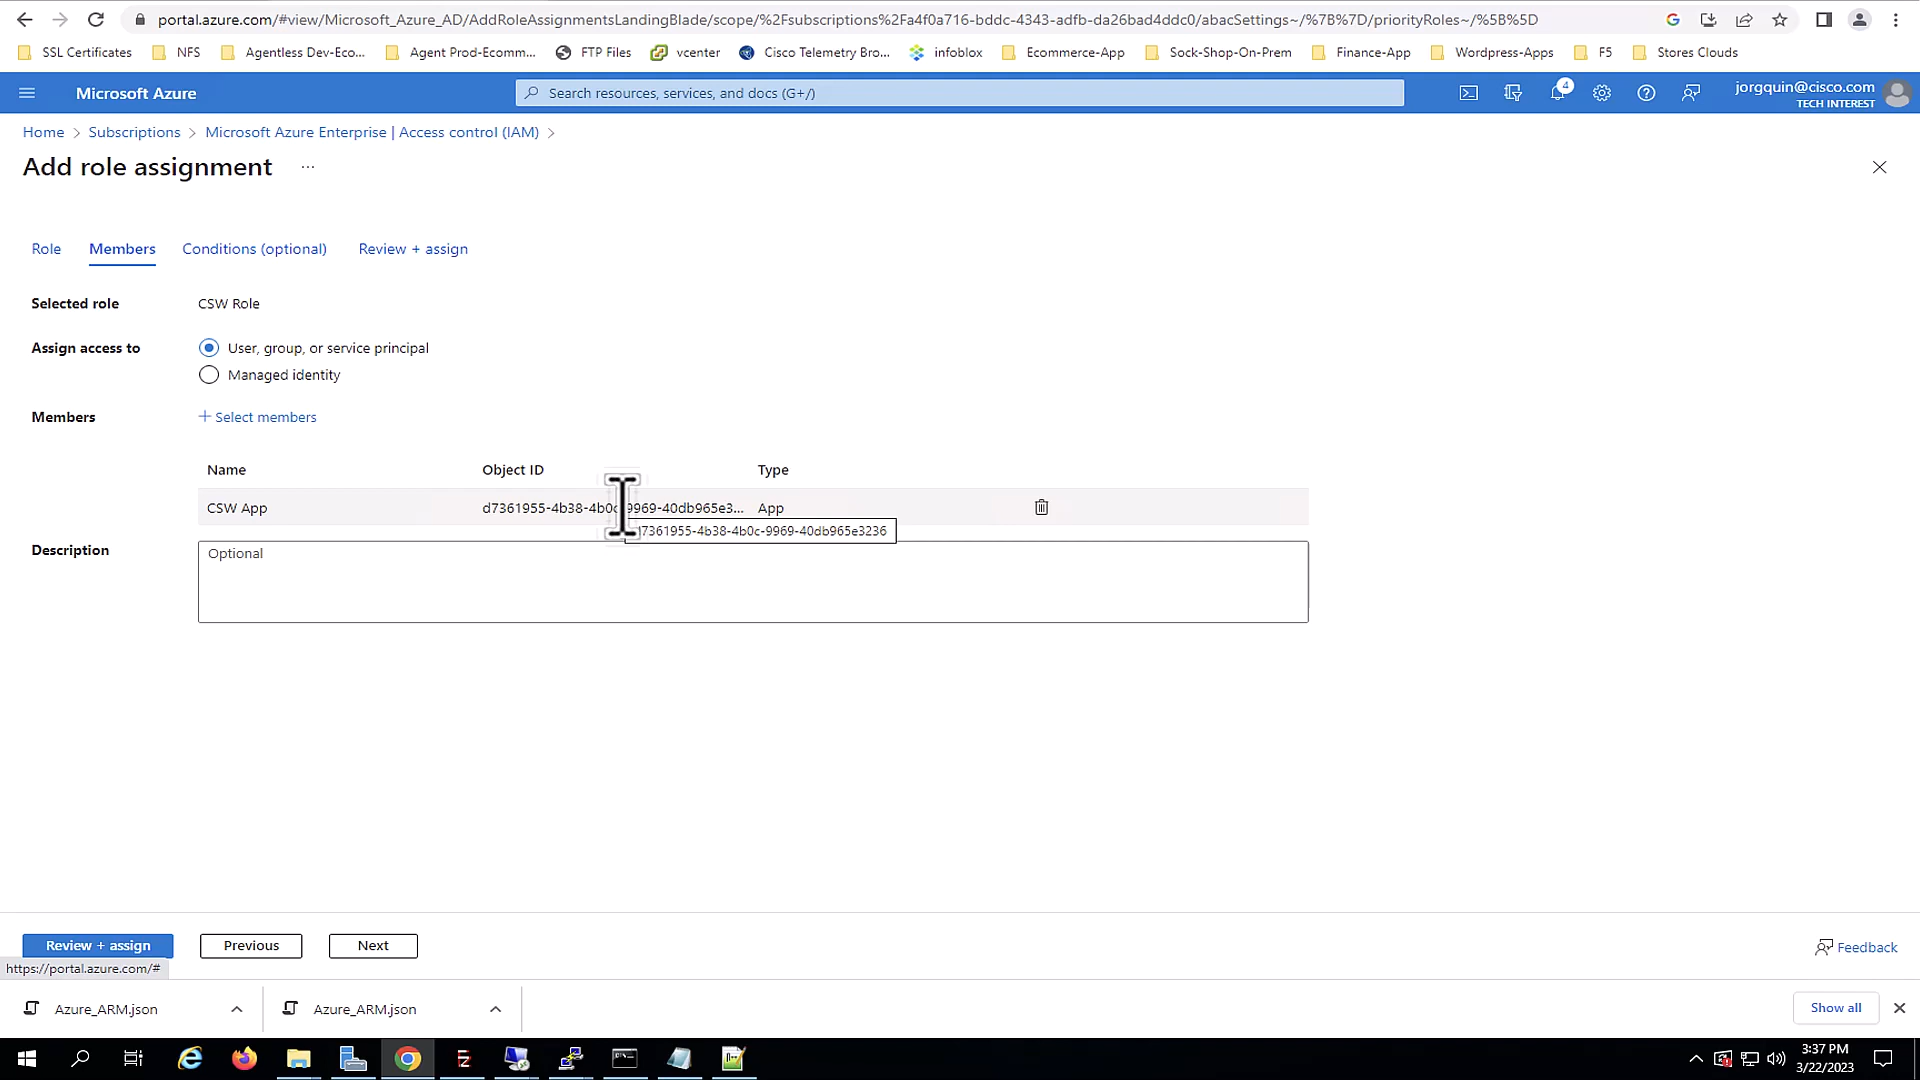 portal.azure.com/#view/Microsoft_Azure_AD/AddRoleAssignmentsLandingBlade/scope/%2Fsubscriptions%2Fa4f0a716-bddc-4343-adfb-da26bad4ddc0/abacSettings~/%7B%7D/priorityRoles~/%5B%5D
SSL Certificates NFS Agentless Dev-Eco... Agent Prod-Ecomm... FTP Files vcenter Cisco Telemetry Bro... infoblox Ecommerce-App Sock-Shop-On-Prem Finance-App Wordpress-Apps F5 Stores Clouds
Microsoft Azure Search resources, services, and docs (G+/) 4 jorgquin@cisco.com
TECH INTEREST
Home > Subscriptions > Microsoft Azure Enterprise | Access control (IAM) >
Add role assignment ...
Role Members Conditions (optional) Review + assign
Selected role CSW Role
Assign access to User, group, or service principal
Managed identity
Members + Select members
Name Object ID Type
CSW App d7361955-4b38-4b0c-9969-40db965e3... App
7361955-4b38-4b0c-9969-40db965e3236
Description Optional
Review + assign Previous Next Feedback
https://portal.azure.com/#
Azure_ARM.json Azure_ARM.json Show all
3:37 PM
3/22/2023